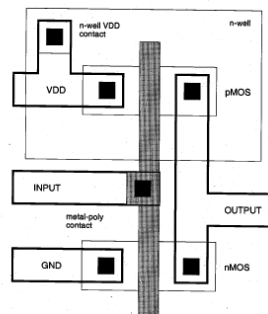 n-well VDD
contact
n-well
VDD
pMOS
INPUT
OUTPUT
metal-poly
contact
GND
nMOS